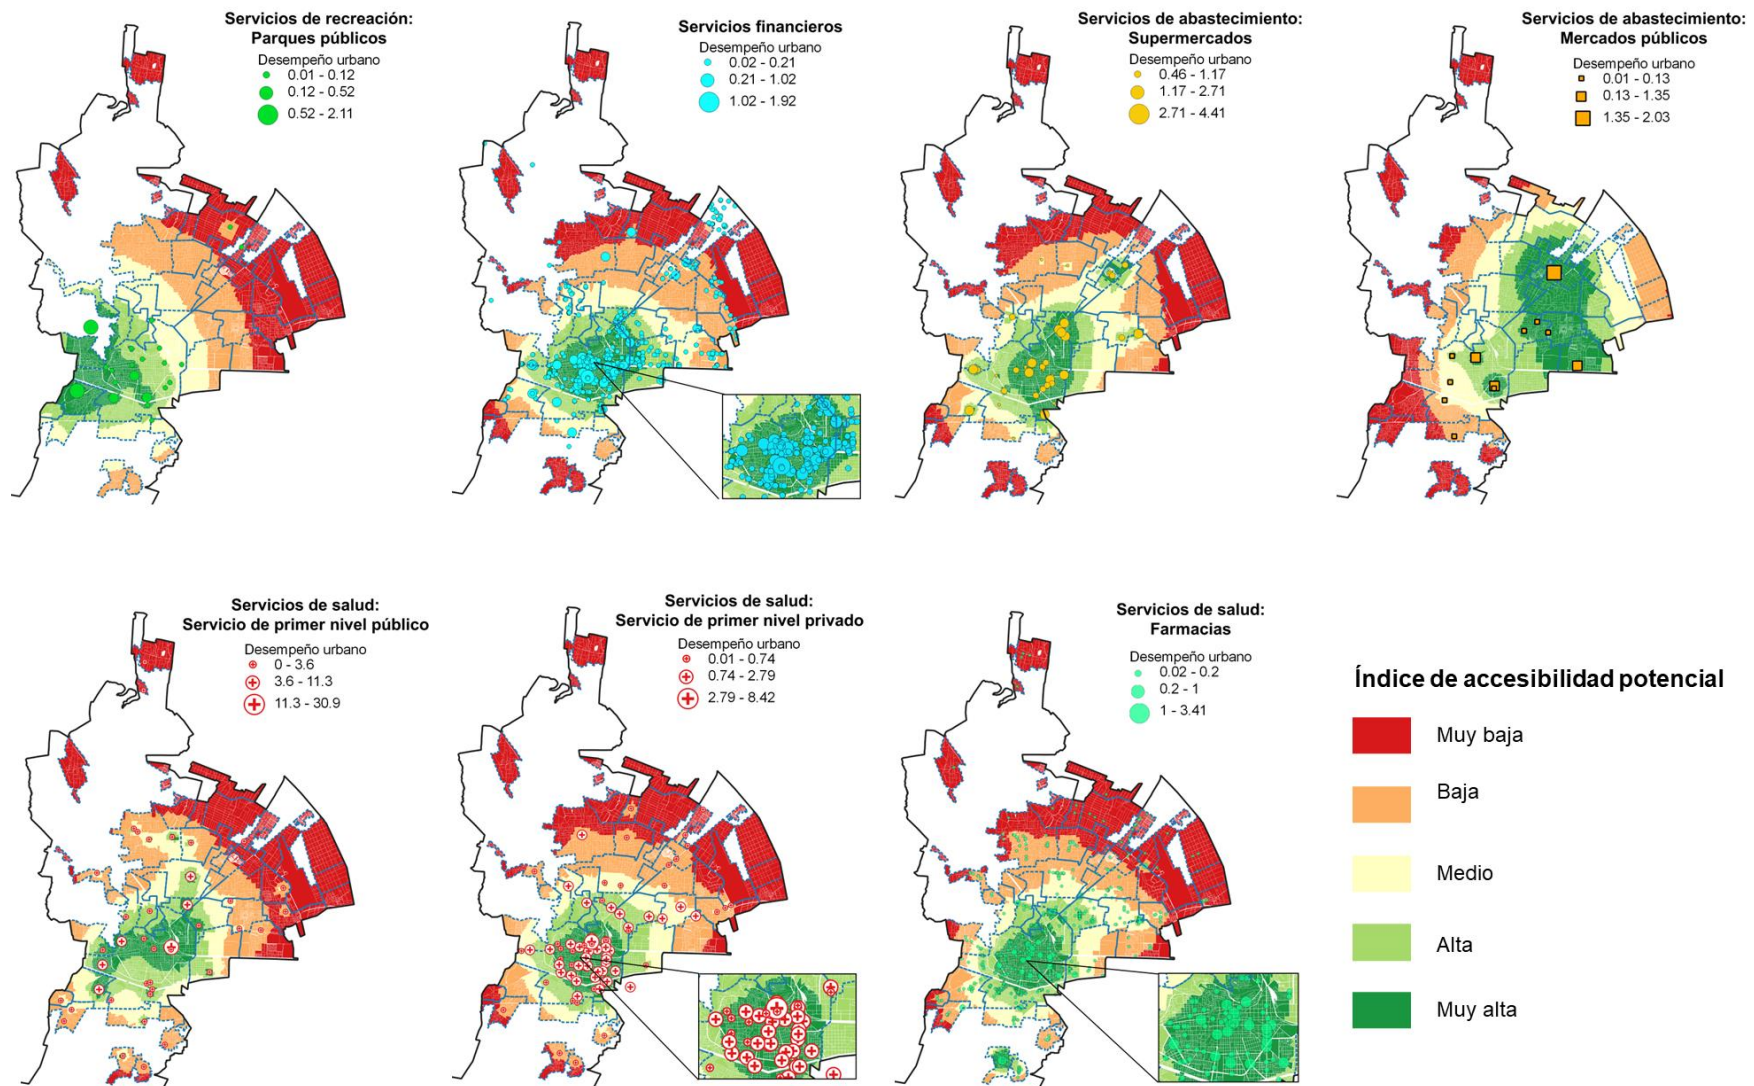 Servicios de recreación:
Parques públicos
Desempeño urbano
0.01 - 0.12
0.12 - 0.52
0.52 - 2.11
Servicios financieros
Desempeño urbano
0.02 - 0.21
0.21 - 1.02
1.02 - 1.92
Servicios de abastecimiento:
Supermercados
Desempeño urbano
0.46 - 1.17
1.17 - 2.71
2.71 - 4.41
Servicios de abastecimiento:
Mercados públicos
Desempeño urbano
0.01 - 0.13
0.13 - 1.35
1.35 - 2.03
Servicios de salud:
Servicio de primer nivel público
Desempeño urbano
0 - 3.6
3.6 - 11.3
11.3 - 30.9
Servicios de salud:
Servicio de primer nivel privado
Desempeño urbano
0.01 - 0.74
0.74 - 2.79
2.79 - 8.42
Servicios de salud:
Farmacias
Desempeño urbano
0.02 - 0.2
0.2 - 1
1 - 3.41
Índice de accesibilidad potencial
Muy baja
Baja
Medio
Alta
Muy alta